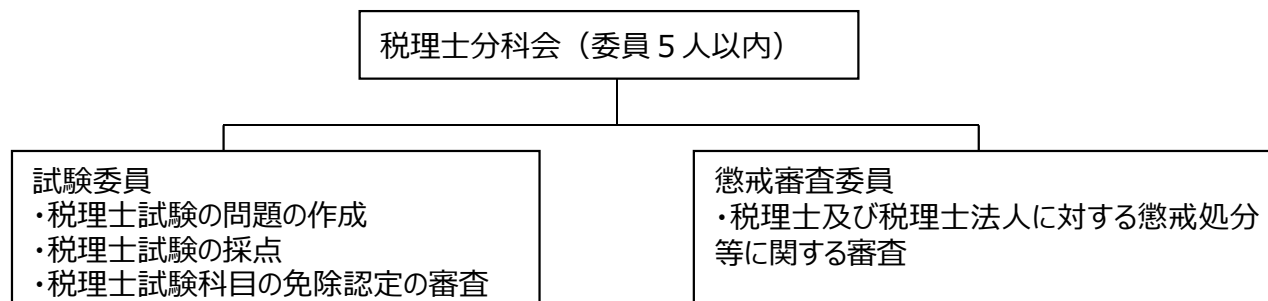 税理士分科会（委員５人以内）
試験委員
・税理士試験の問題の作成
・税理士試験の採点
・税理士試験科目の免除認定の審査
懲戒審査委員
・税理士及び税理士法人に対する懲戒処分
等に関する審査